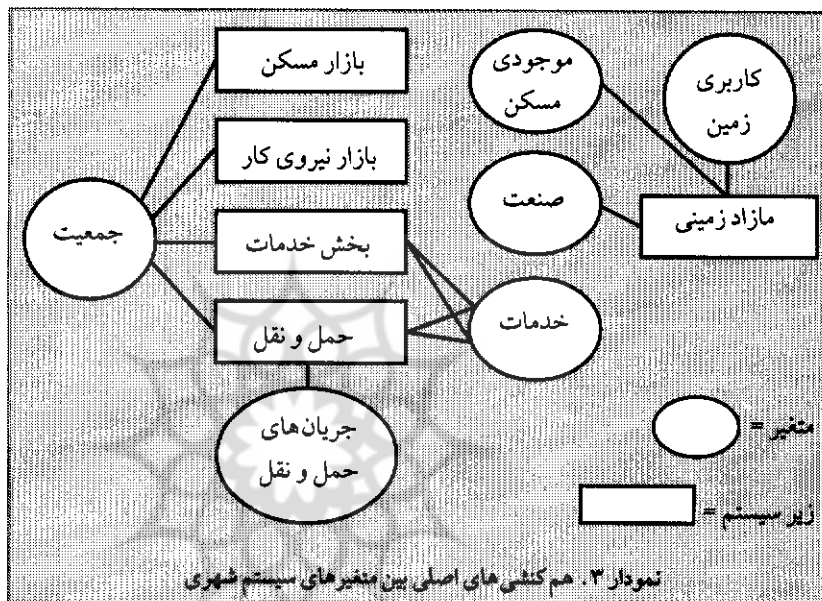 کاربری
زمین
موجودی
مسکن
بازار مسکن
بازار نیروی کار
صنعت
مازاد زمینی
جمعیت
بخش خدمات
خدمات
حمل و نقل
جریان‌های
حمل و نقل
متغیر =
زیر سیستم =
نمودار ۳. هم‌کنشی‌های اصلی بین متغیرهای سیستم شهری